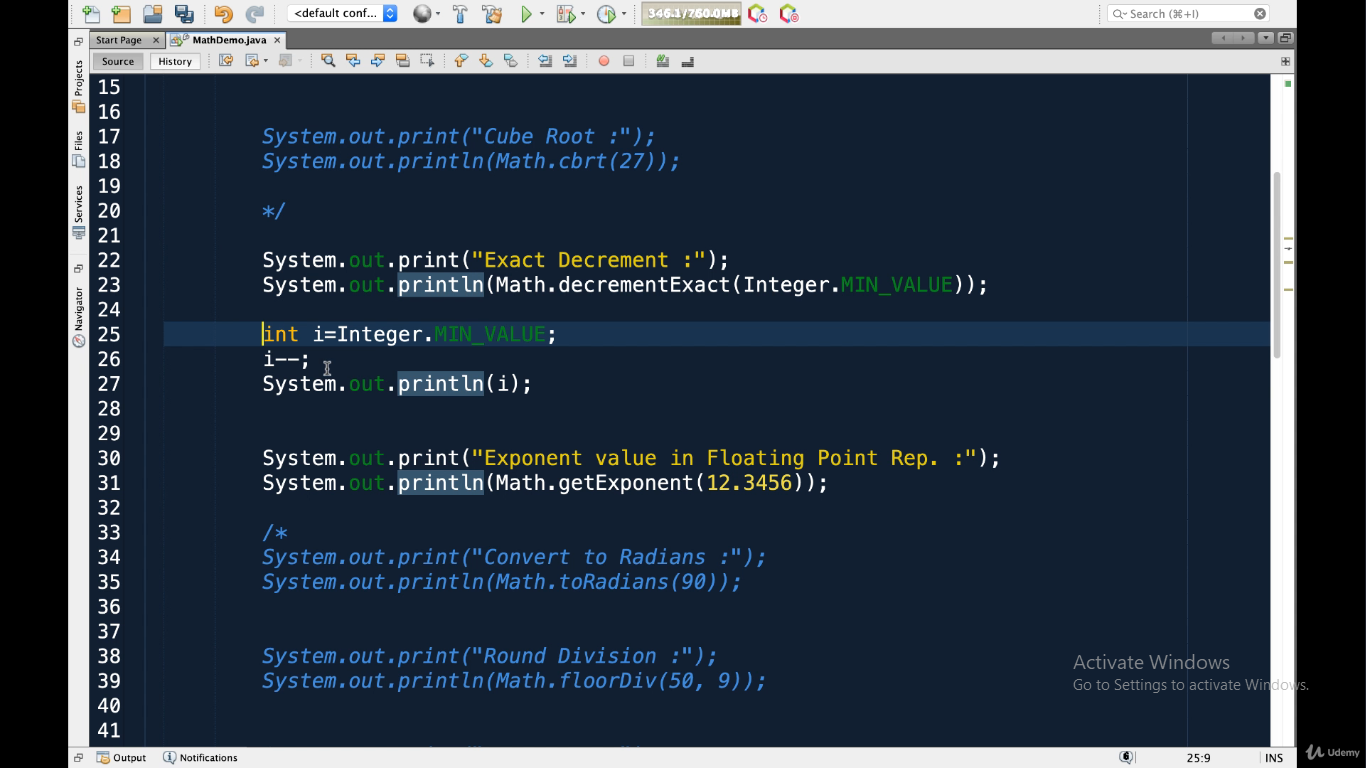 <default conf...
346.1/760.0MB
Search (⌘+I)
Start Page
MathDemo.java
Source
History
Projects
Files
Services
Navigator
15
16
17 System.out.print("Cube Root :");
18 System.out.println(Math.cbrt(27));
19
20 */
21
22 System.out.print("Exact Decrement :");
23 System.out.println(Math.decrementExact(Integer.MIN_VALUE));
24
25 int i=Integer.MIN_VALUE;
26 i--;
27 System.out.println(i);
28
29
30 System.out.print("Exponent value in Floating Point Rep. :");
31 System.out.println(Math.getExponent(12.3456));
32
33 /*
34 System.out.print("Convert to Radians :");
35 System.out.println(Math.toRadians(90));
36
37
38 System.out.print("Round Division :");
39 System.out.println(Math.floorDiv(50, 9));
40
41
Activate Windows
Go to Settings to activate Windows.
Output
Notifications
25:9
INS
Udemy